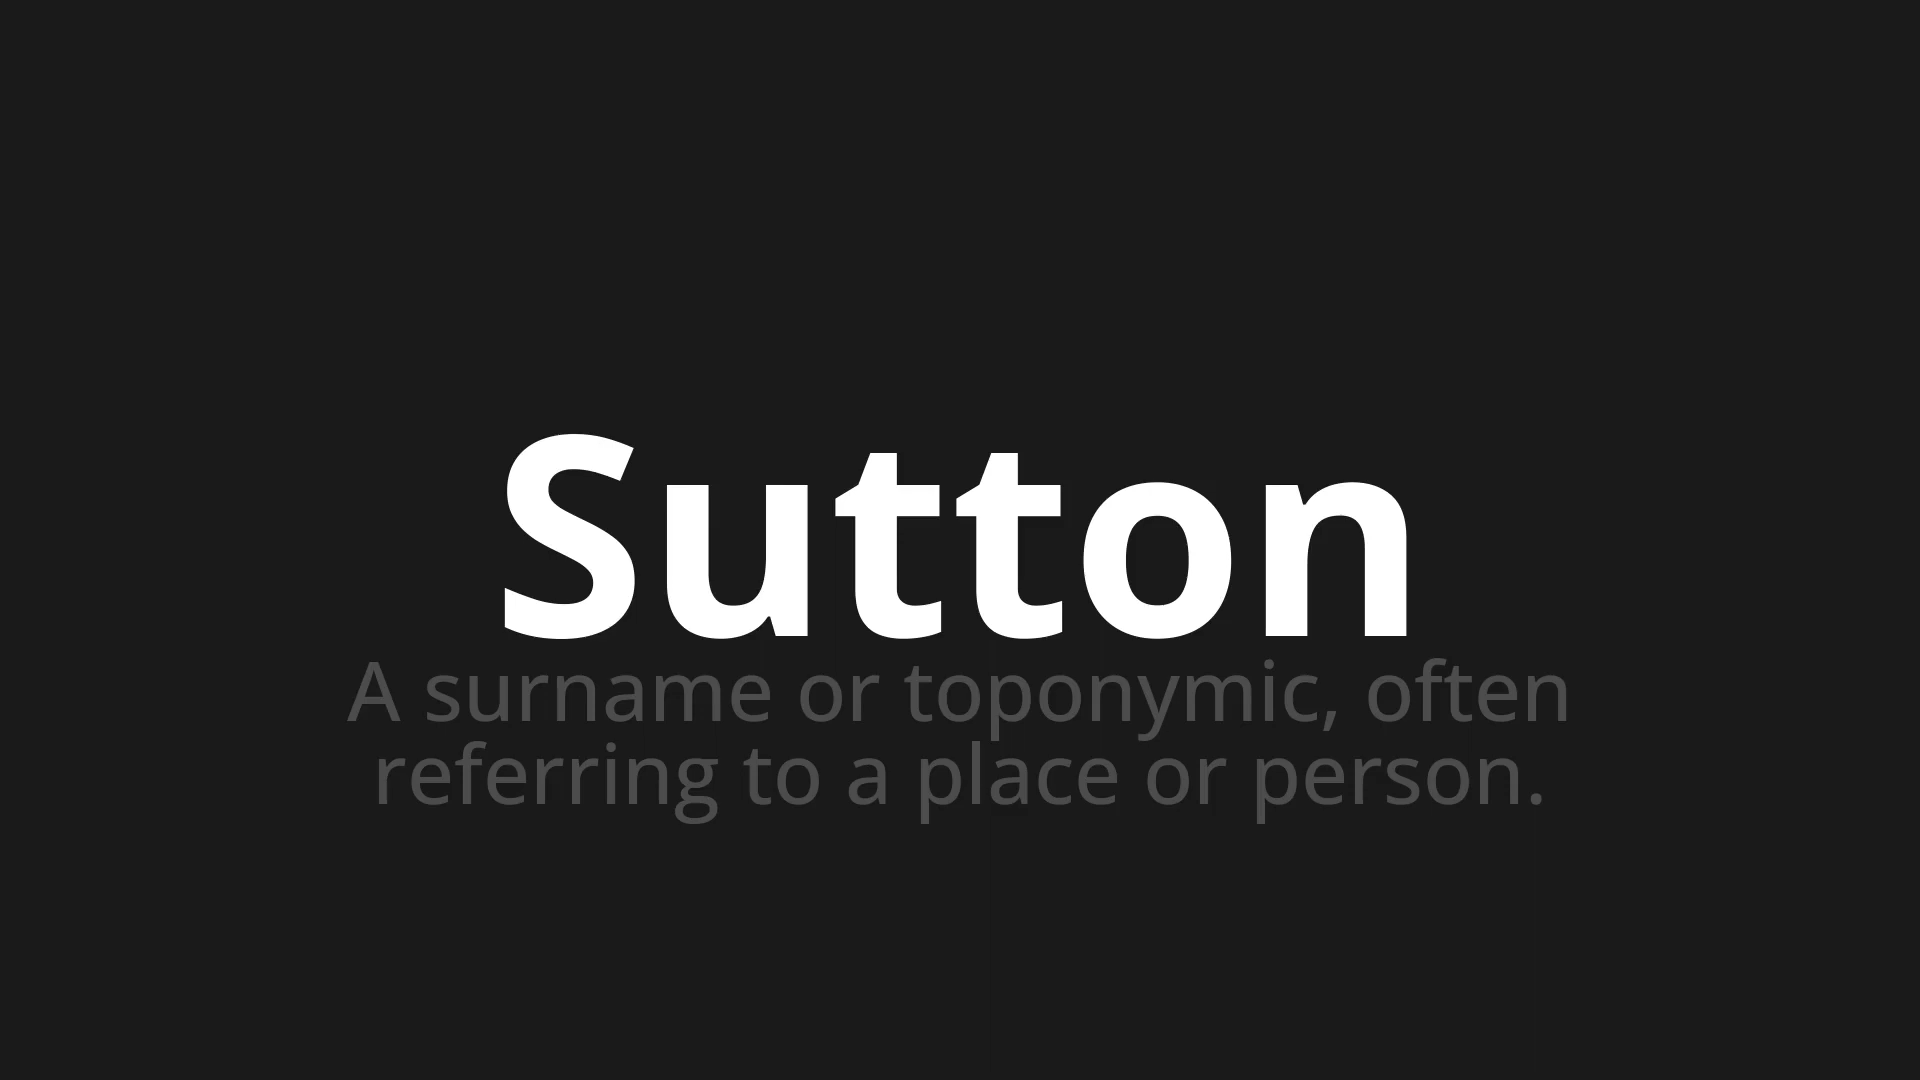 Sutton
A surname or toponymic, often
referring to a place or person.